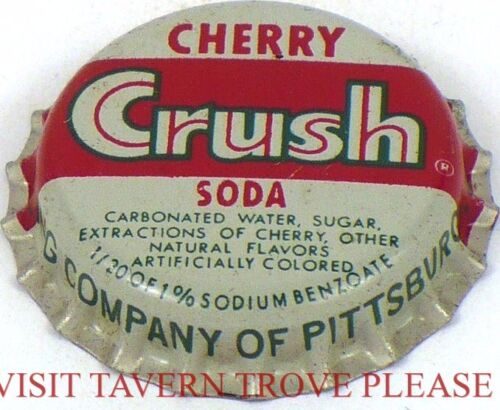 CHERRY
Crush
®
SODA
CARBONATED WATER, SUGAR,
EXTRACTIONS OF CHERRY, OTHER
NATURAL FLAVORS
ARTIFICIALLY COLORED
1/20 OF 1% SODIUM BENZOATE
G COMPANY OF PITTSBURG
VISIT TAVERN TROVE PLEASE